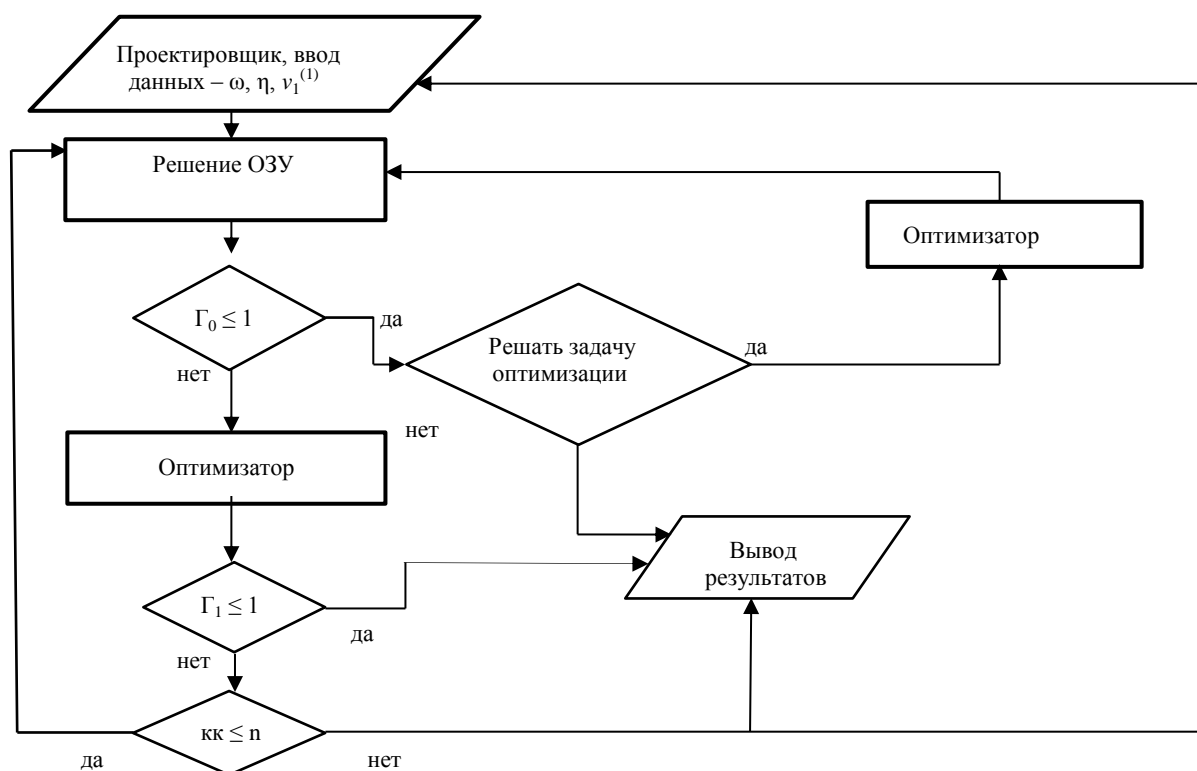 Проектировщик, ввод
данных – ω, η, v₁⁽¹⁾
Решение ОЗУ
Оптимизатор
Γ₀ ≤ 1
да
Решать задачу
оптимизации
да
нет
нет
Оптимизатор
Вывод
результатов
Γ₁ ≤ 1
да
нет
кк ≤ n
да
нет